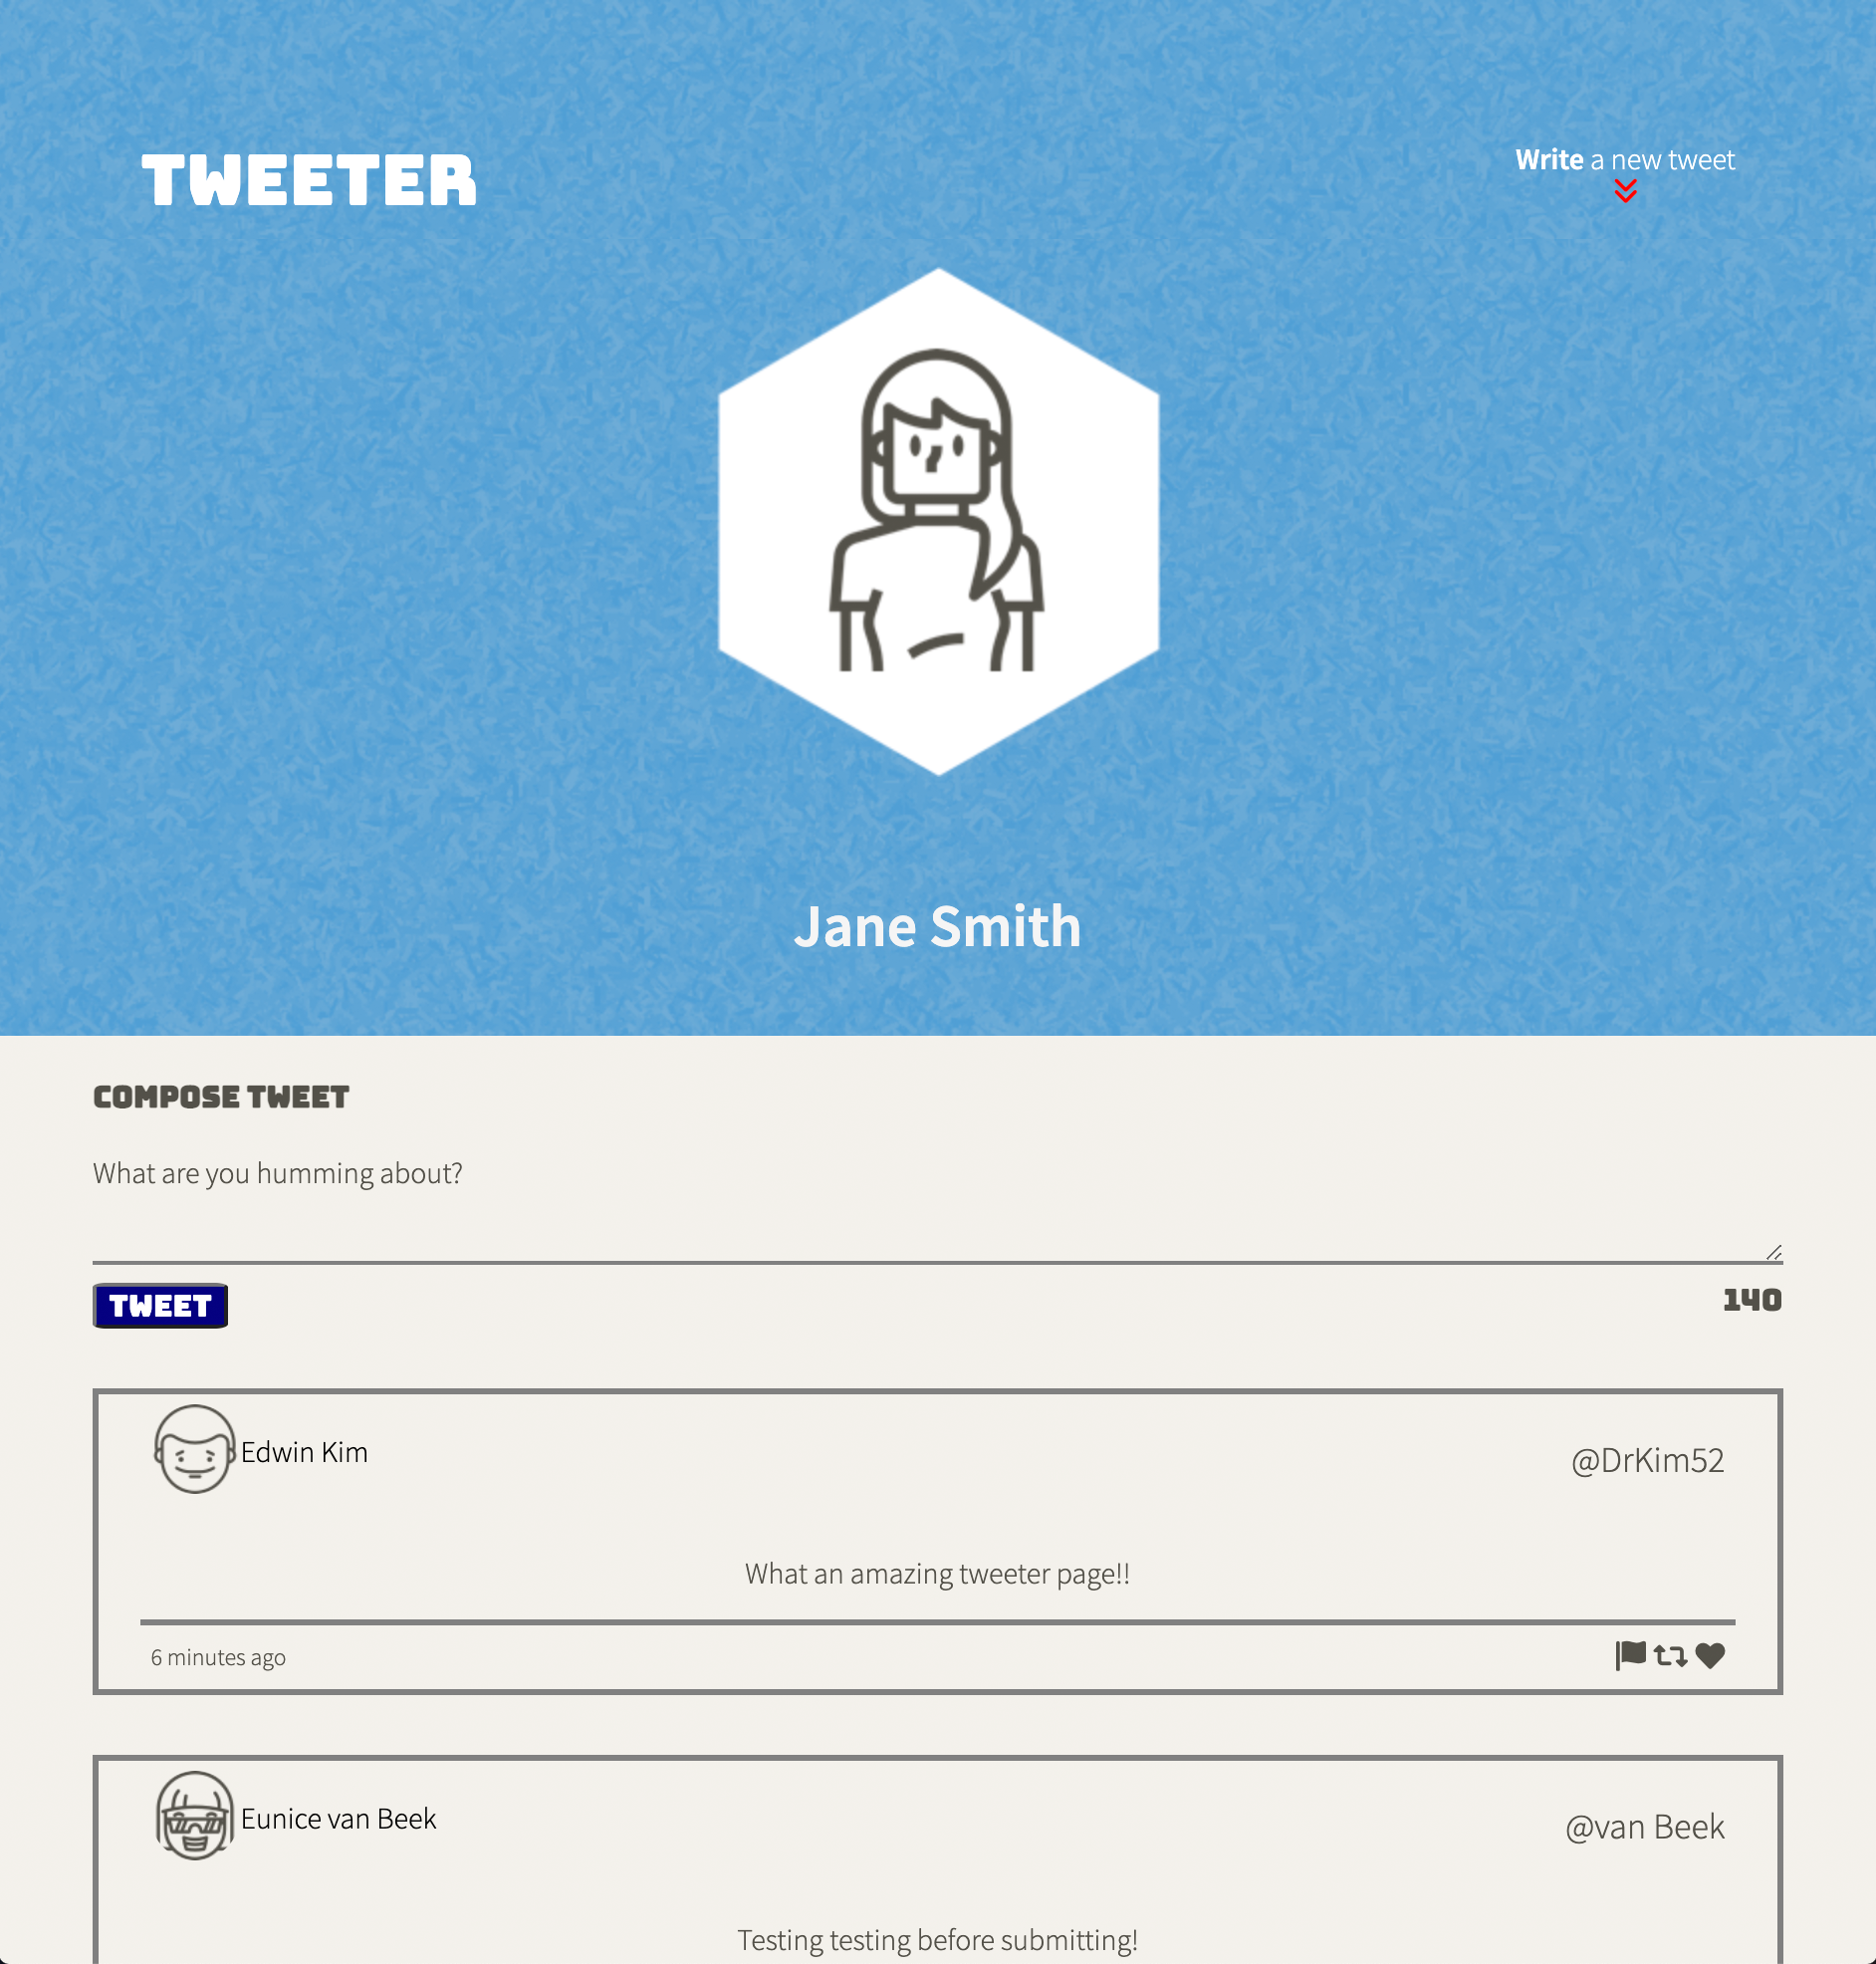 TWEETER
Write a new tweet
Jane Smith
COMPOSE TWEET
What are you humming about?
TWEET
140
Edwin Kim
@DrKim52
What an amazing tweeter page!!
6 minutes ago
Eunice van Beek
@van Beek
Testing testing before submitting!